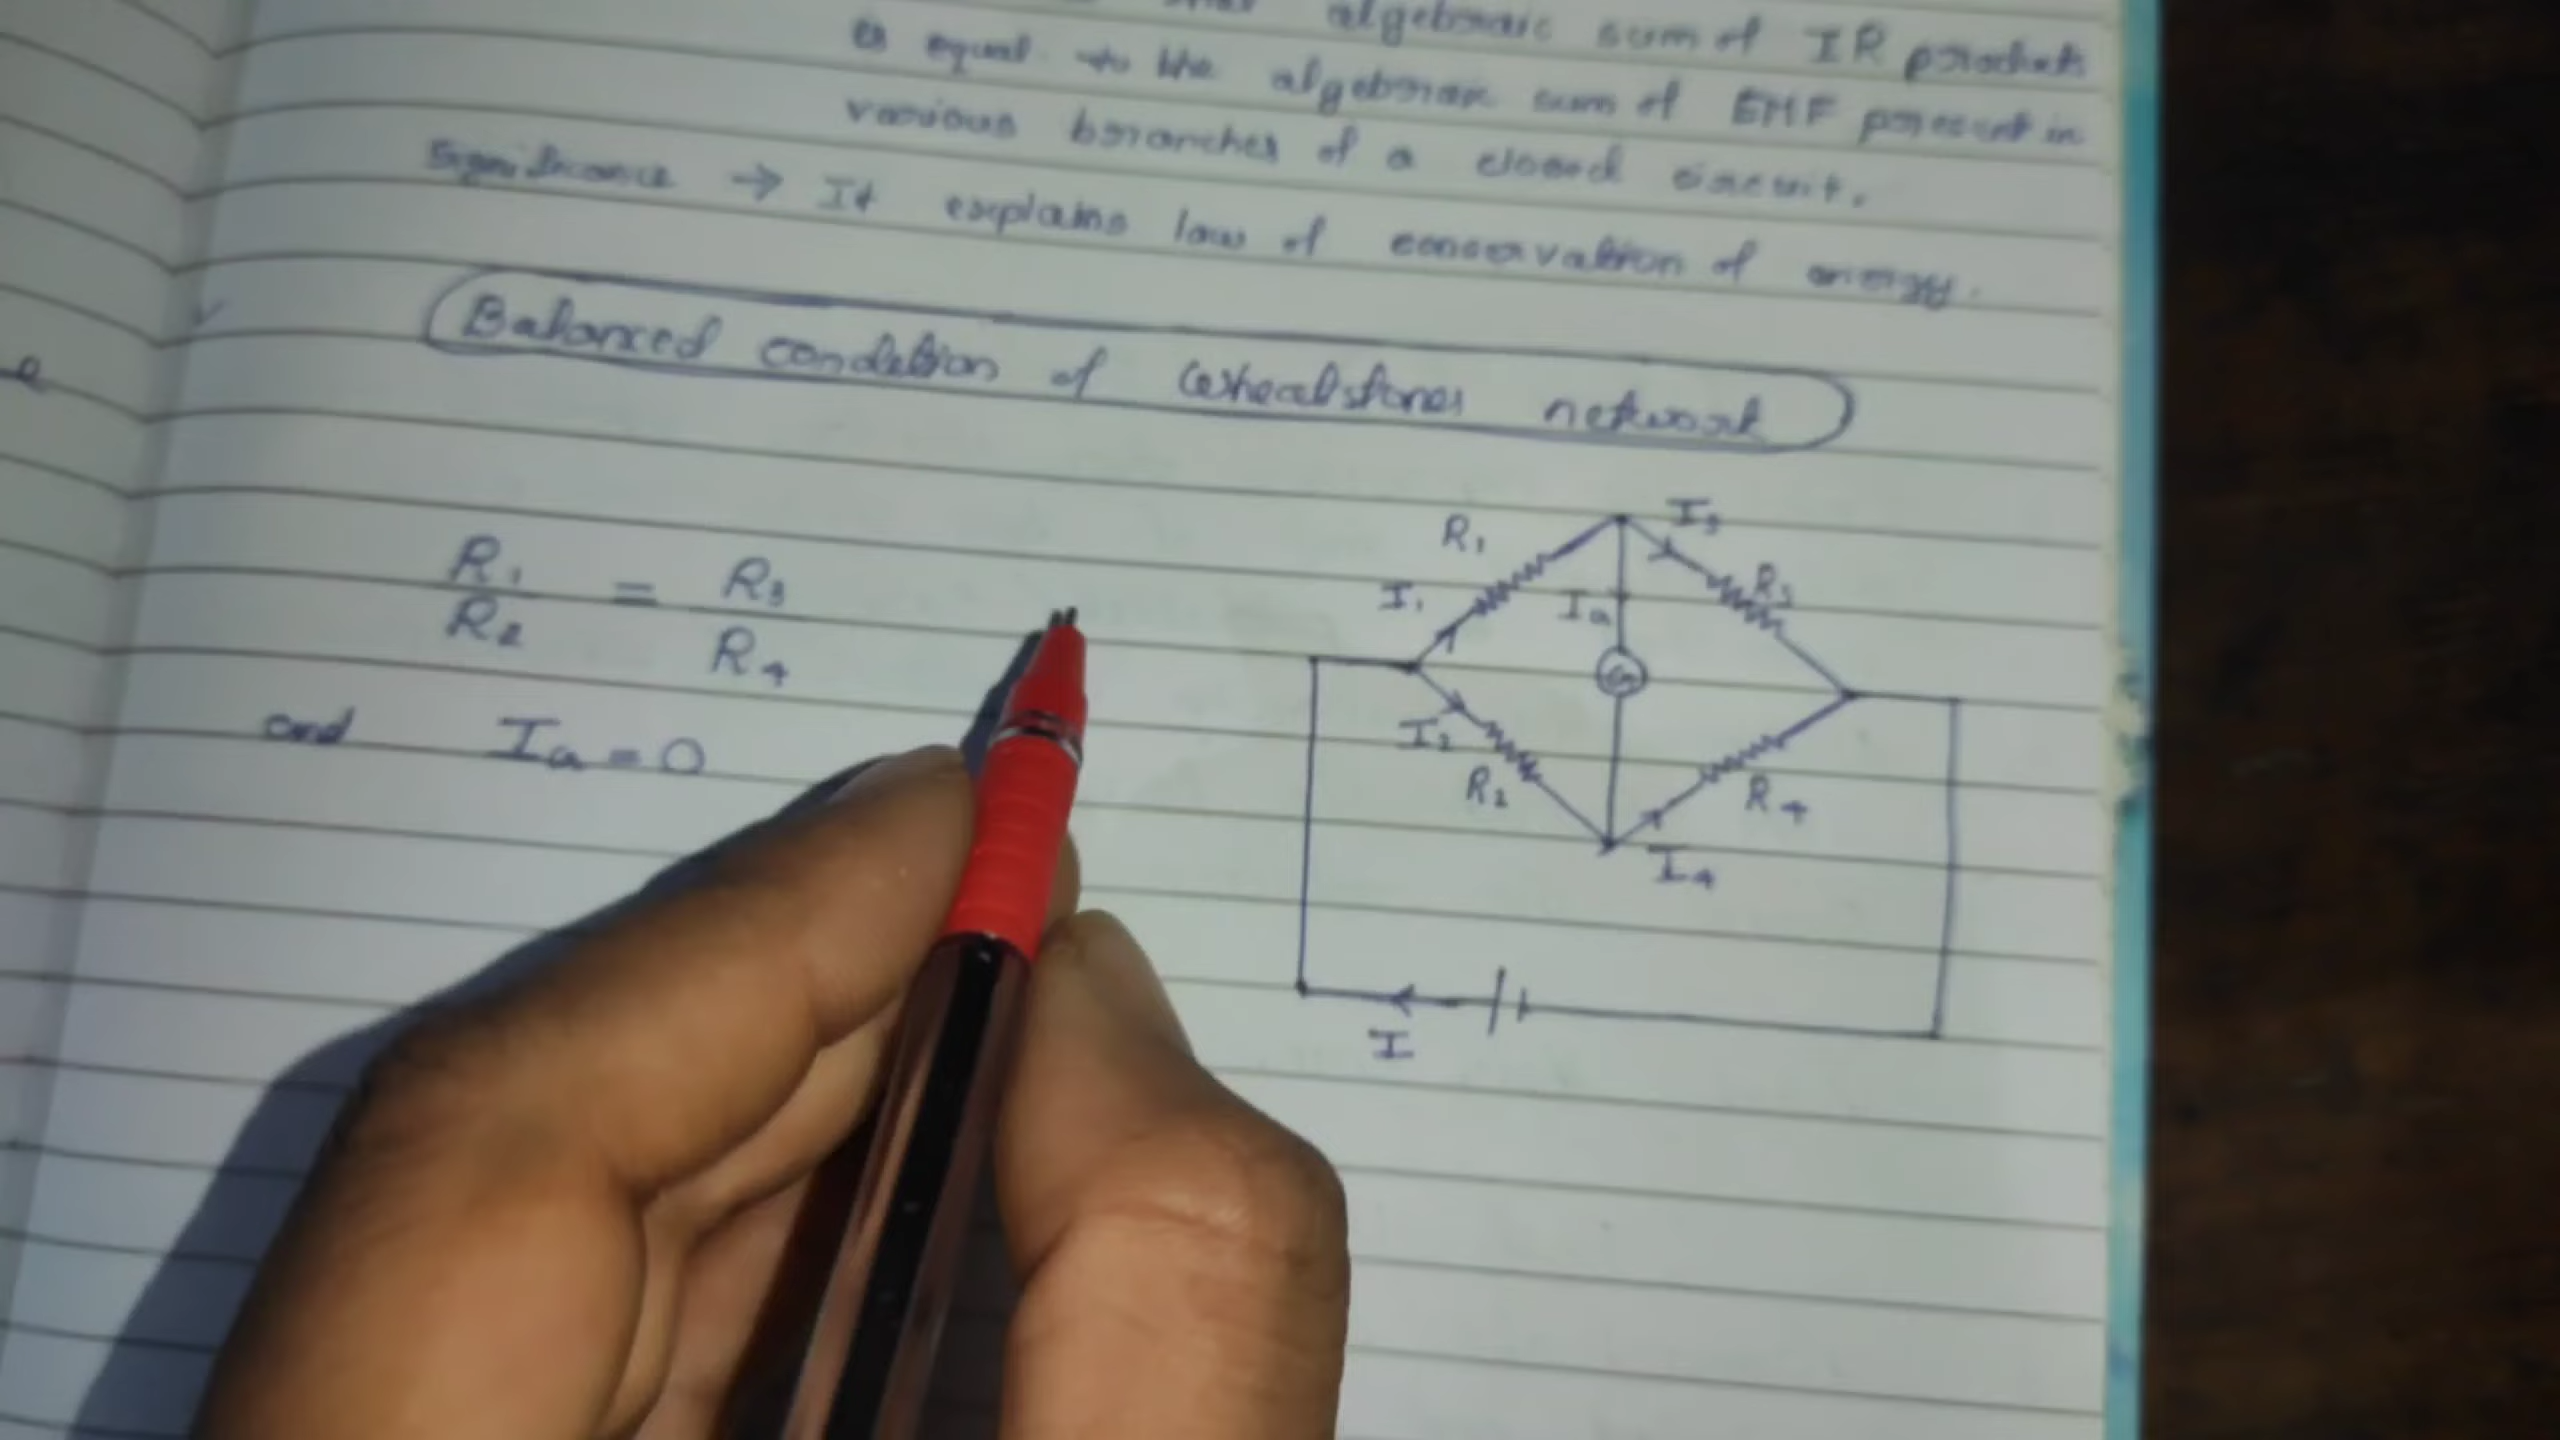 algebraic sum of IR products
is equal to the algebraic sum of EMF present in
various branches of a closed circuit.
Significance → It explains law of conservation of energy.
Balanced condition of Wheatstones network
R1 / R2 = R3 / R4
and IG = 0
R1
I3
I1
IG
R3
G
I2
R2
R4
I4
I